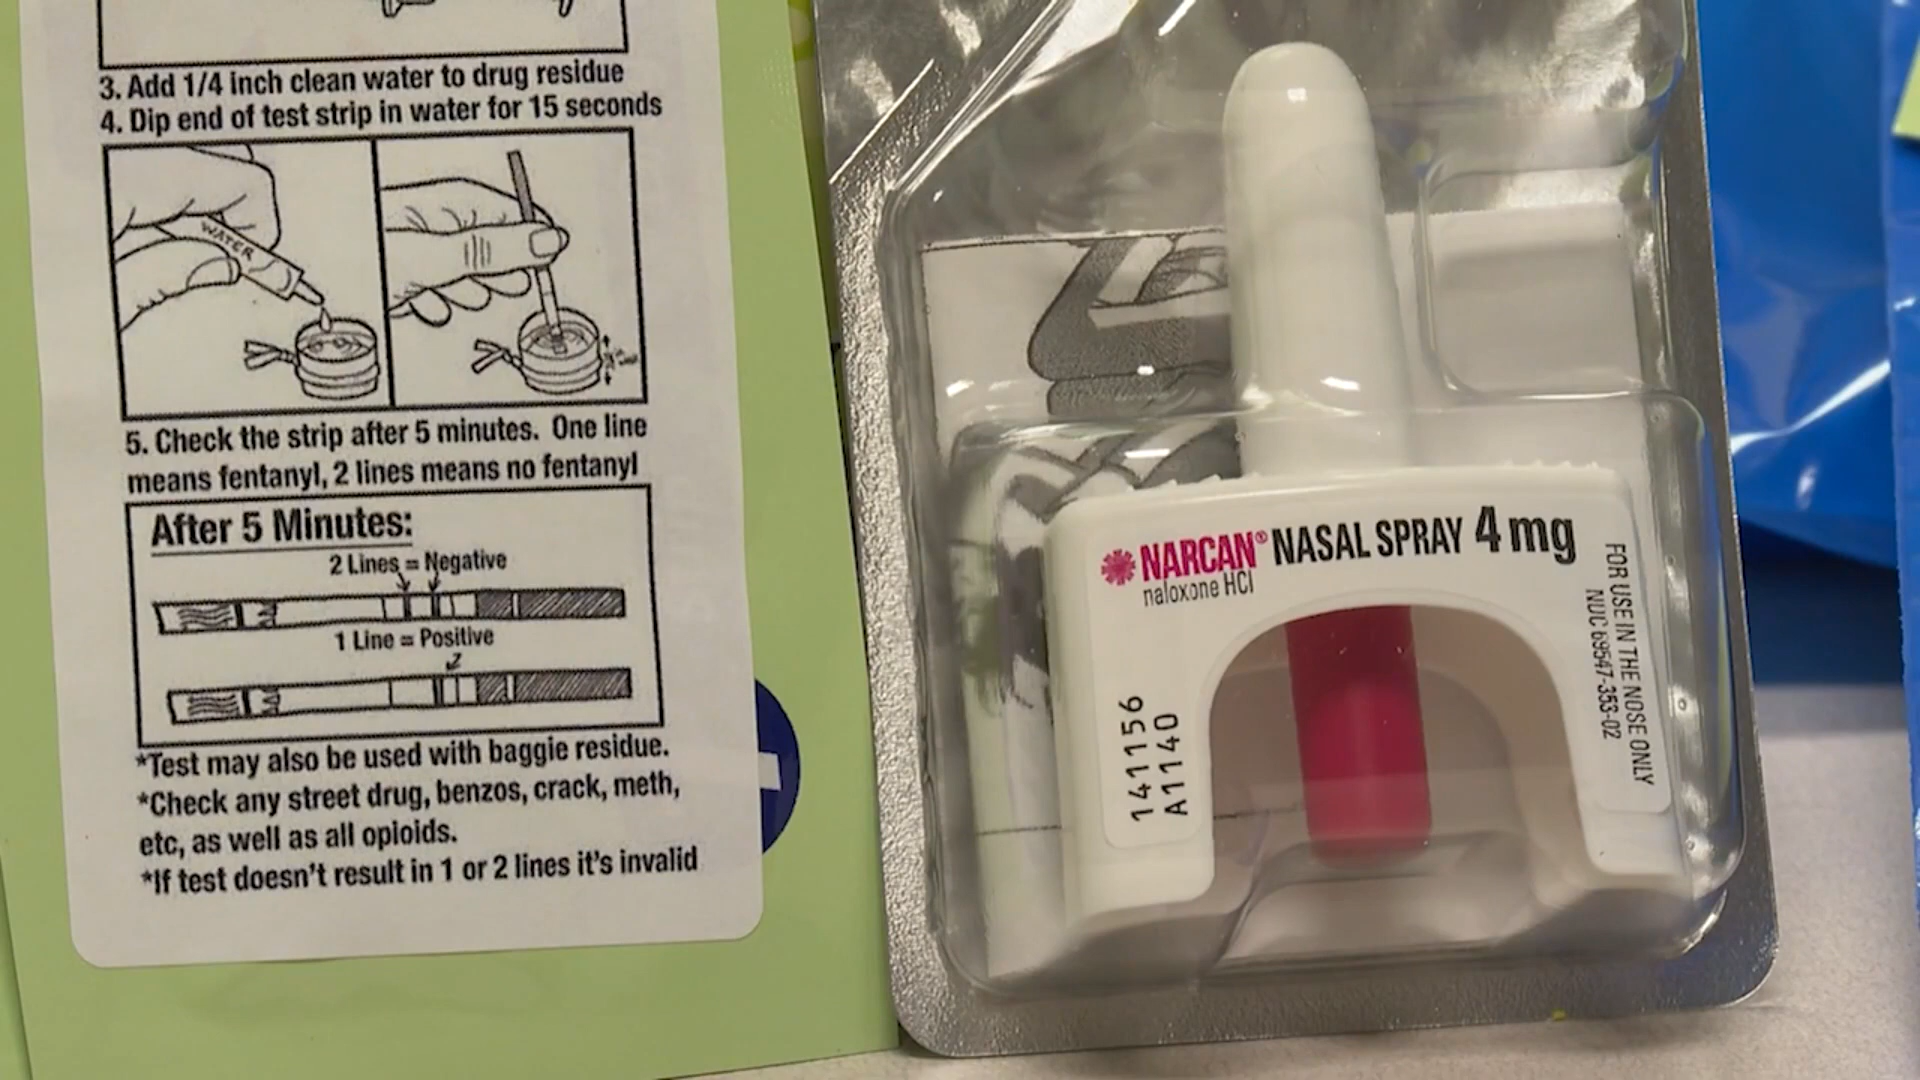 3. Add 1/4 inch clean water to drug residue
4. Dip end of test strip in water for 15 seconds
WATER
5. Check the strip after 5 minutes. One line
means fentanyl, 2 lines means no fentanyl
After 5 Minutes:
2 Lines = Negative
1 Line = Positive
*Test may also be used with baggie residue.
*Check any street drug, benzos, crack, meth,
etc, as well as all opioids.
*If test doesn't result in 1 or 2 lines it's invalid
NARCAN® NASAL SPRAY 4 mg
naloxone HCl
141156
A1140
FOR USE IN THE NOSE ONLY
NDC 69547-353-02